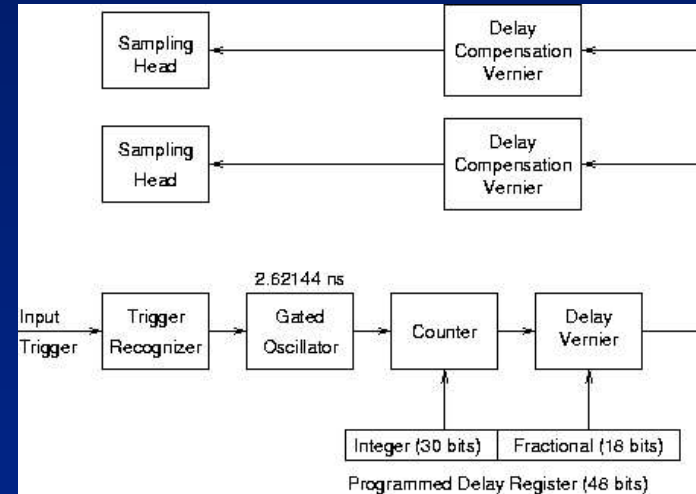 Sampling
Head
Delay
Compensation
Vernier
Sampling
Head
Delay
Compensation
Vernier
2.62144 ns
Input
Trigger
Trigger
Recognizer
Gated
Oscillator
Counter
Delay
Vernier
Integer (30 bits)
Fractional (18 bits)
Programmed Delay Register (48 bits)